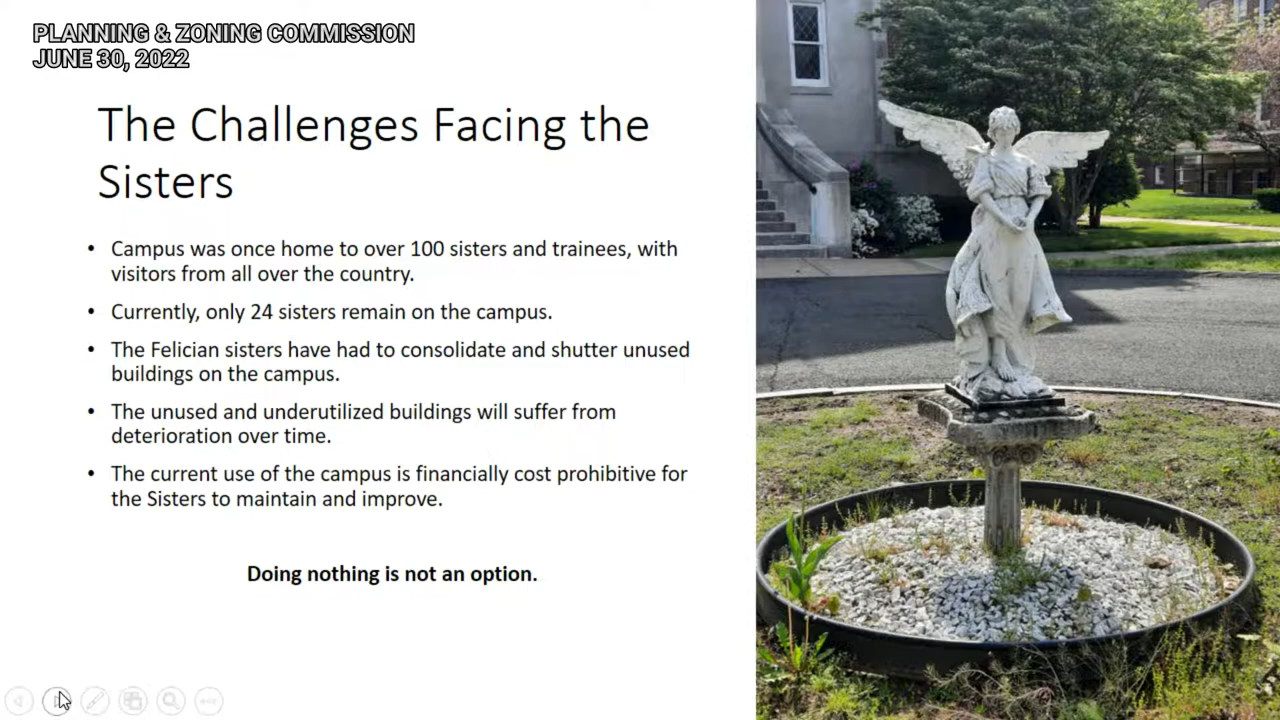 PLANNING & ZONING COMMISSION
JUNE 30, 2022
The Challenges Facing the
Sisters
• Campus was once home to over 100 sisters and trainees, with
visitors from all over the country.
• Currently, only 24 sisters remain on the campus.
• The Felician sisters have had to consolidate and shutter unused
buildings on the campus.
• The unused and underutilized buildings will suffer from
deterioration over time.
• The current use of the campus is financially cost prohibitive for
the Sisters to maintain and improve.
Doing nothing is not an option.